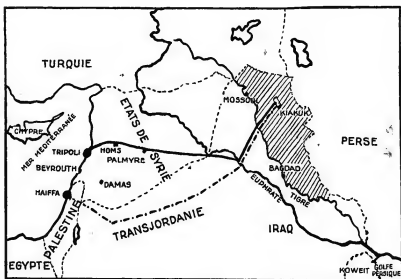 TURQUIE
MOSSOUL
KIRKUK
CHYPRE
MER MEDITERRANÉE
ETATS DE SYRIE
PERSE
TRIPOLI
HOMS
PALMYRE
BEYROUTH
DAMAS
BAGDAD
HAIFFA
EUPHRATE
TIGRE
PALESTINE
TRANSJORDANIE
IRAQ
EGYPTE
KOWEIT
GOLFE
PERSIQUE